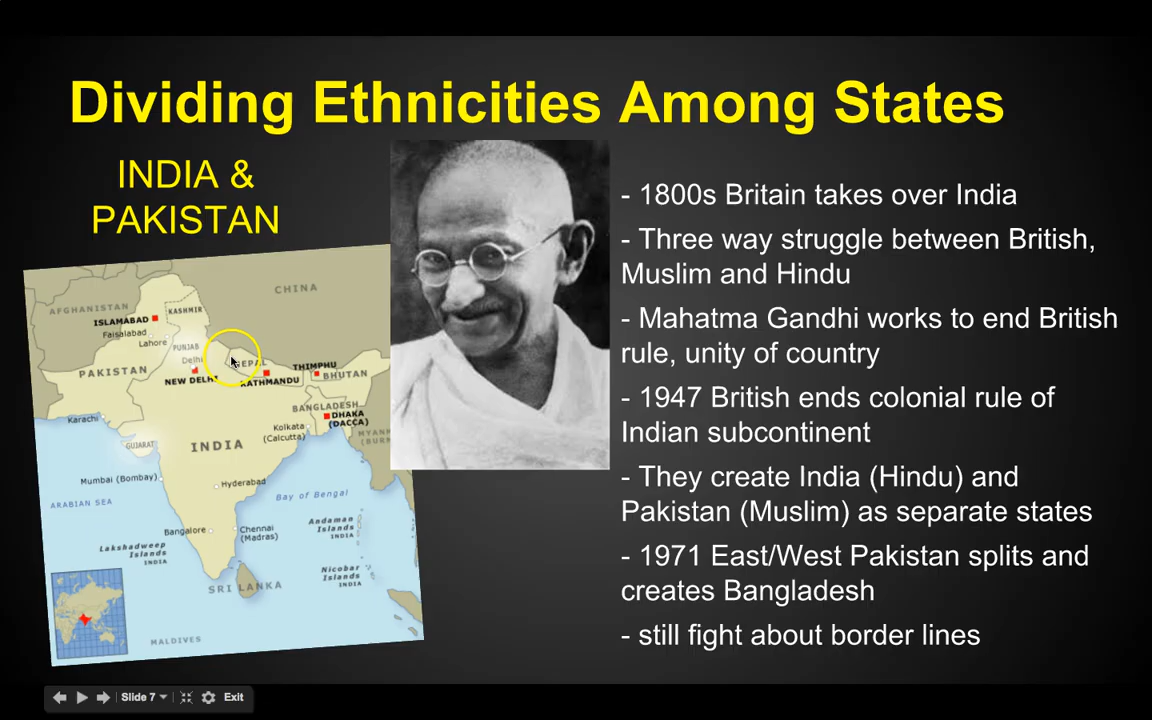 Dividing Ethnicities Among States
INDIA &
PAKISTAN
- 1800s Britain takes over India
- Three way struggle between British,
Muslim and Hindu
- Mahatma Gandhi works to end British
rule, unity of country
- 1947 British ends colonial rule of
Indian subcontinent
- They create India (Hindu) and
Pakistan (Muslim) as separate states
- 1971 East/West Pakistan splits and
creates Bangladesh
- still fight about border lines
CHINA
AFGHANISTAN
KASHMIR
ISLAMABAD
Faisalabad
Lahore
PUNJAB
Delhi
PAKISTAN
NEW DELHI
KATHMANDU
THIMPHU
BHUTAN
BANGLADESH
DHAKA
(DACCA)
Karachi
Kolkata
(Calcutta)
GUJARAT
INDIA
Mumbai (Bombay)
Hyderabad
ARABIAN SEA
Bay of Bengal
Bangalore
Chennai
(Madras)
Andaman
Islands
INDIA
Lakshadweep
Islands
INDIA
Nicobar
Islands
INDIA
SRI LANKA
MALDIVES
Slide 7
Exit